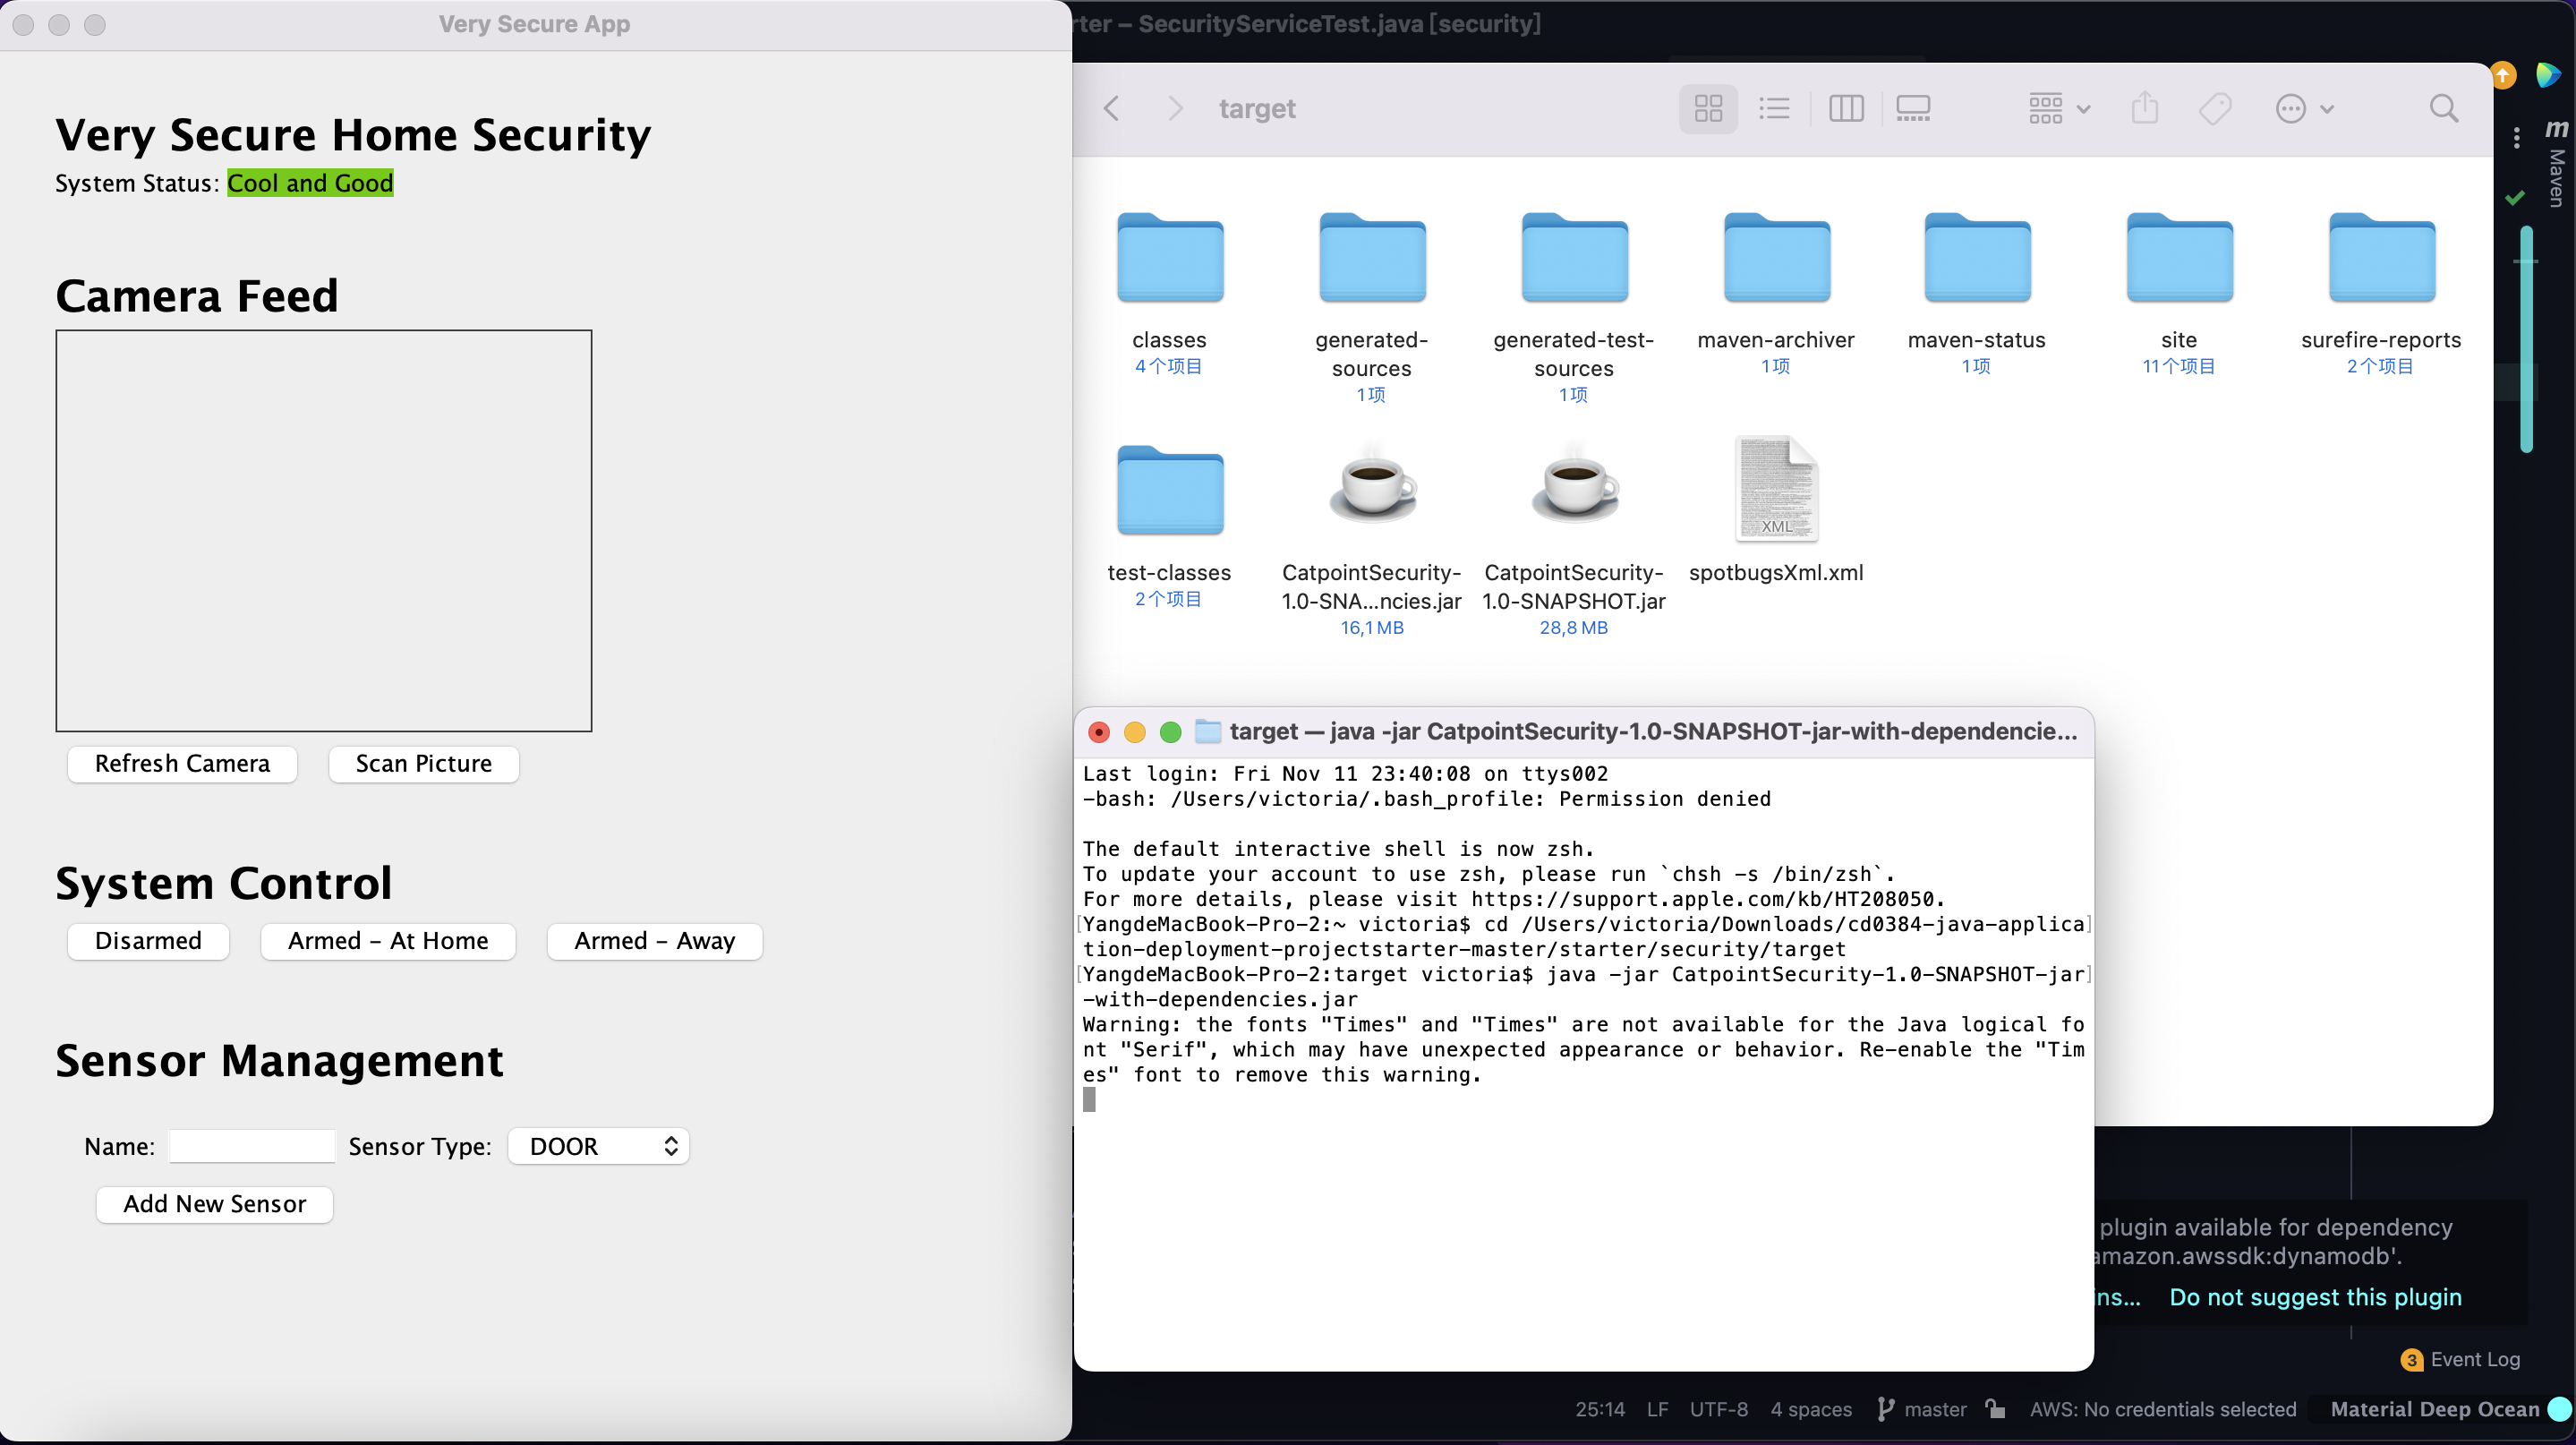 Very Secure App
Very Secure Home Security
System Status: Cool and Good
Camera Feed
Refresh Camera
Scan Picture
System Control
Disarmed
Armed - At Home
Armed - Away
Sensor Management
Name:
Sensor Type:
DOOR
Add New Sensor
rter – SecurityServiceTest.java [security]
target
classes
4个项目
generated-
sources
1项
generated-test-
sources
1项
maven-archiver
1项
maven-status
1项
site
11个项目
surefire-reports
2个项目
test-classes
2个项目
CatpointSecurity-
1.0-SNA...ncies.jar
16,1 MB
CatpointSecurity-
1.0-SNAPSHOT.jar
28,8 MB
XML
spotbugsXml.xml
m
Maven
target — java -jar CatpointSecurity-1.0-SNAPSHOT-jar-with-dependencie...
Last login: Fri Nov 11 23:40:08 on ttys002
-bash: /Users/victoria/.bash_profile: Permission denied
The default interactive shell is now zsh.
To update your account to use zsh, please run `chsh -s /bin/zsh`.
For more details, please visit https://support.apple.com/kb/HT208050.
[YangdeMacBook-Pro-2:~ victoria$ cd /Users/victoria/Downloads/cd0384-java-applica]
tion-deployment-projectstarter-master/starter/security/target
[YangdeMacBook-Pro-2:target victoria$ java -jar CatpointSecurity-1.0-SNAPSHOT-jar]
-with-dependencies.jar
Warning: the fonts "Times" and "Times" are not available for the Java logical fo
nt "Serif", which may have unexpected appearance or behavior. Re-enable the "Tim
es" font to remove this warning.
plugin available for dependency
amazon.awssdk:dynamodb'.
ins...
Do not suggest this plugin
3 Event Log
25:14
LF
UTF-8
4 spaces
master
AWS: No credentials selected
Material Deep Ocean